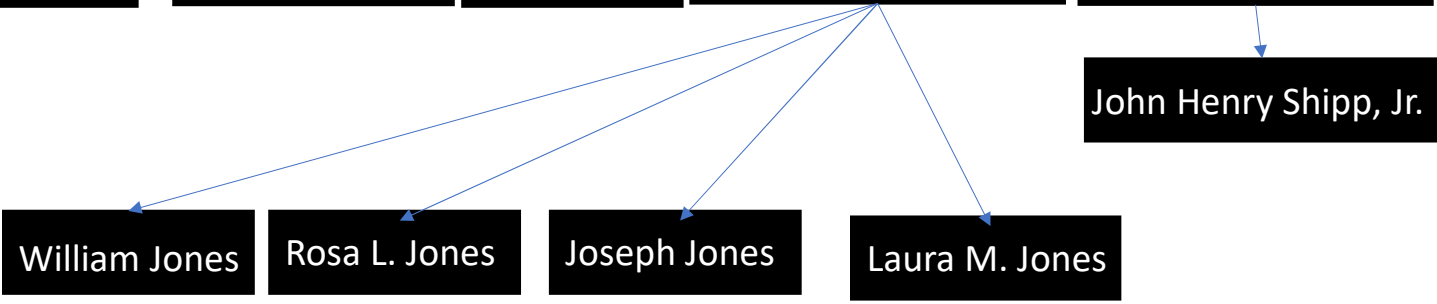 John Henry Shipp, Jr.
William Jones
Rosa L. Jones
Joseph Jones
Laura M. Jones